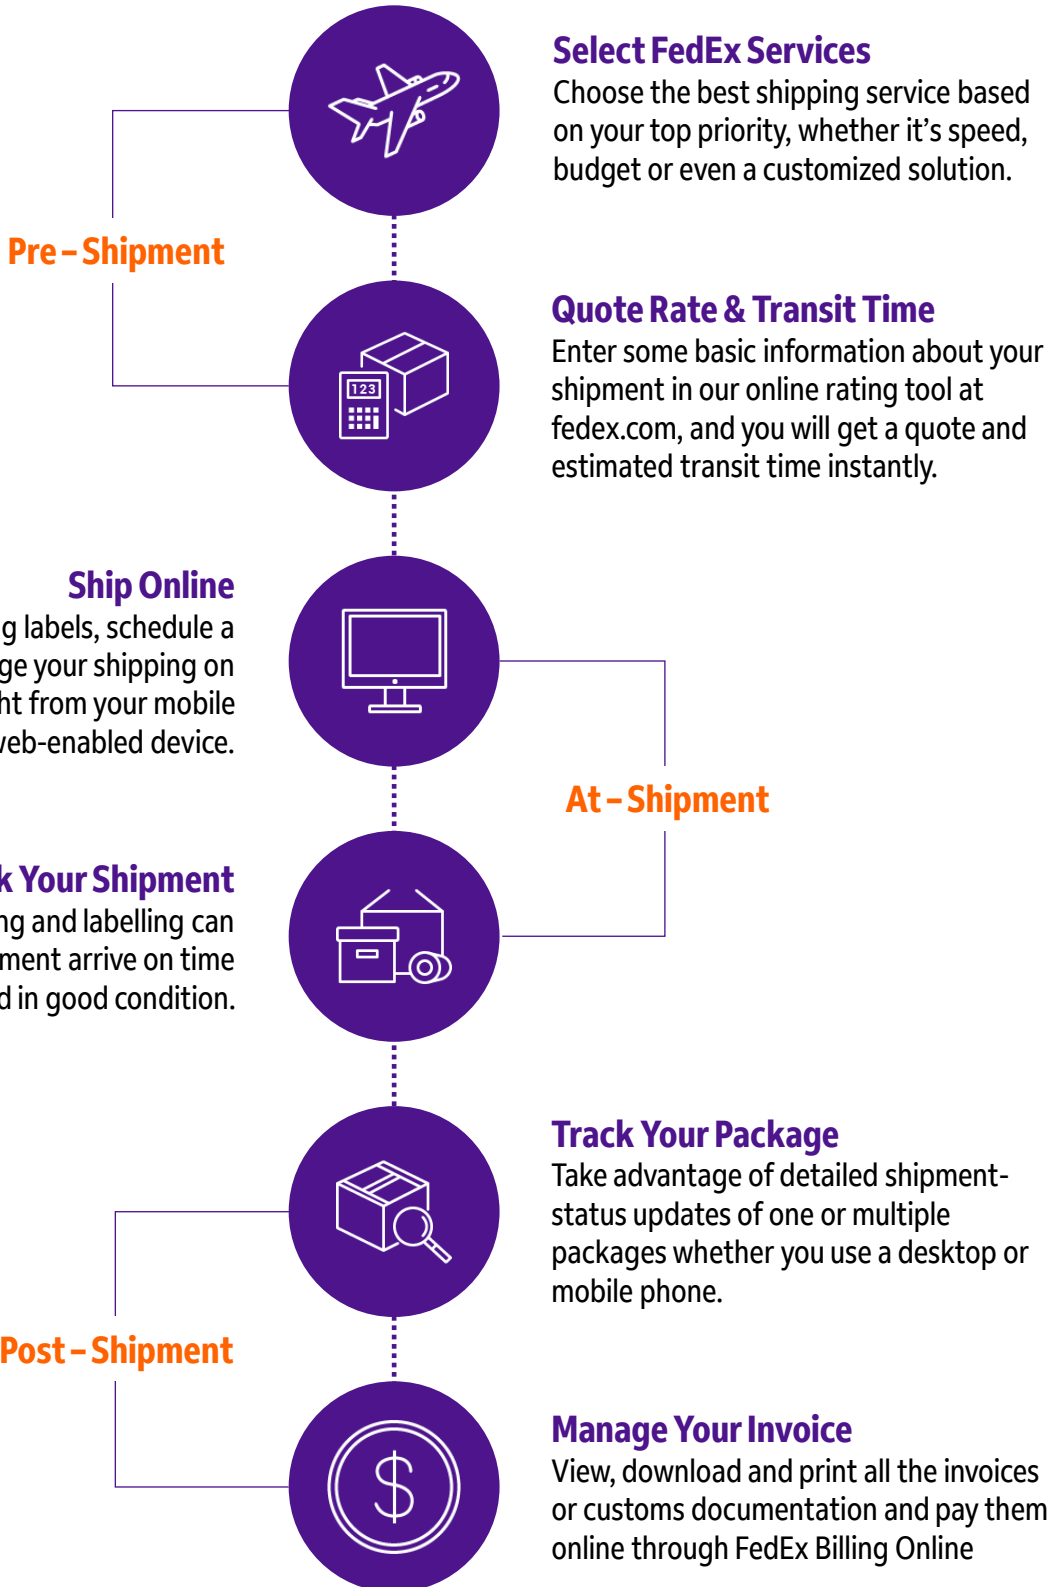 Select FedEx Services
Choose the best shipping service based
on your top priority, whether it's speed,
budget or even a customized solution.
Pre – Shipment
Quote Rate & Transit Time
Enter some basic information about your
shipment in our online rating tool at
fedex.com, and you will get a quote and
estimated transit time instantly.
123
Ship Online
labels, schedule a
your shipping on
from your mobile
web-enabled device.
At – Shipment
Your Shipment
and labelling can
arrive on time
in good condition.
Track Your Package
Take advantage of detailed shipment-
status updates of one or multiple
packages whether you use a desktop or
mobile phone.
Post – Shipment
$
Manage Your Invoice
View, download and print all the invoices
or customs documentation and pay them
online through FedEx Billing Online